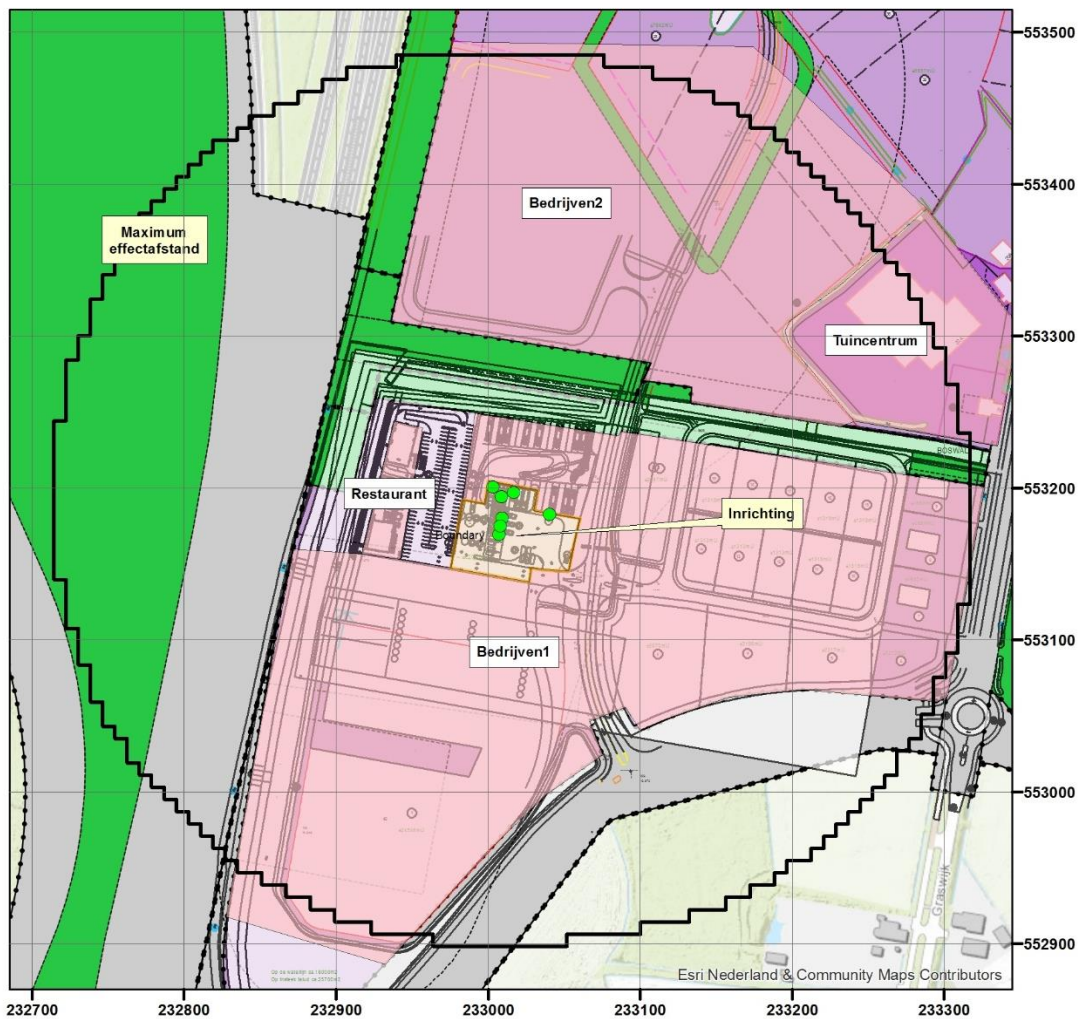 553500
553400
Bedrijven2
Maximum
effectafstand
553300
Tuincentrum
BOSWAL
553200
Restaurant
Inrichting
Boundary
553100
Bedrijven1
553000
Graswijk
552900
Esri Nederland & Community Maps Contributors
232700 232800 232900 233000 233100 233200 233300